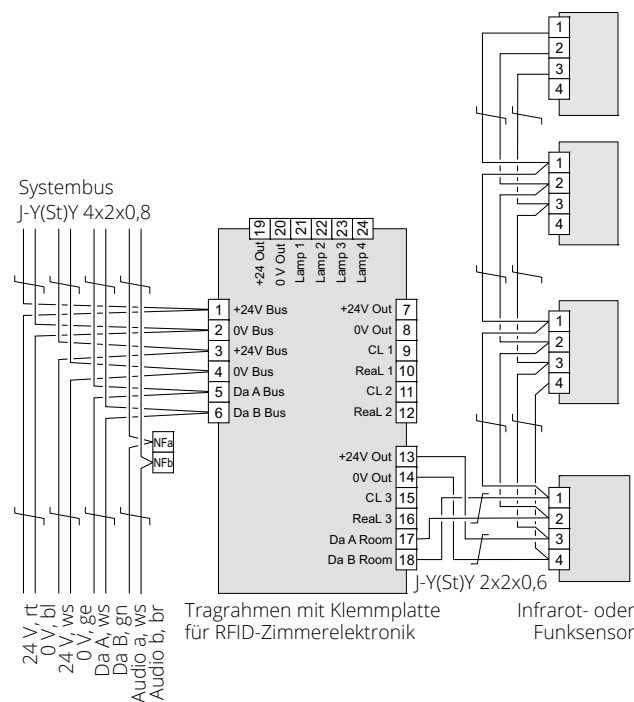 1
2
3
4
1
2
3
4
1
2
3
4
1
2
3
4
Systembus
J-Y(St)Y 4x2x0,8
19 20 21 22 23 24
+24 Out
0 V Out
Lamp 1
Lamp 2
Lamp 3
Lamp 4
1 +24V Bus
2 0V Bus
3 +24V Bus
4 0V Bus
5 Da A Bus
6 Da B Bus
NFa
NFb
+24V Out 7
0V Out 8
CL 1 9
ReaL 1 10
CL 2 11
ReaL 2 12
+24V Out 13
0V Out 14
CL 3 15
ReaL 3 16
Da A Room 17
Da B Room 18
J-Y(St)Y 2x2x0,6
24 V, rt
0 V, bl
24 V, ws
0 V, ge
Da A, ws
Da B, gn
Audio a, ws
Audio b, br
Tragrahmen mit Klemmplatte
für RFID-Zimmerelektronik
Infrarot- oder
Funksensor